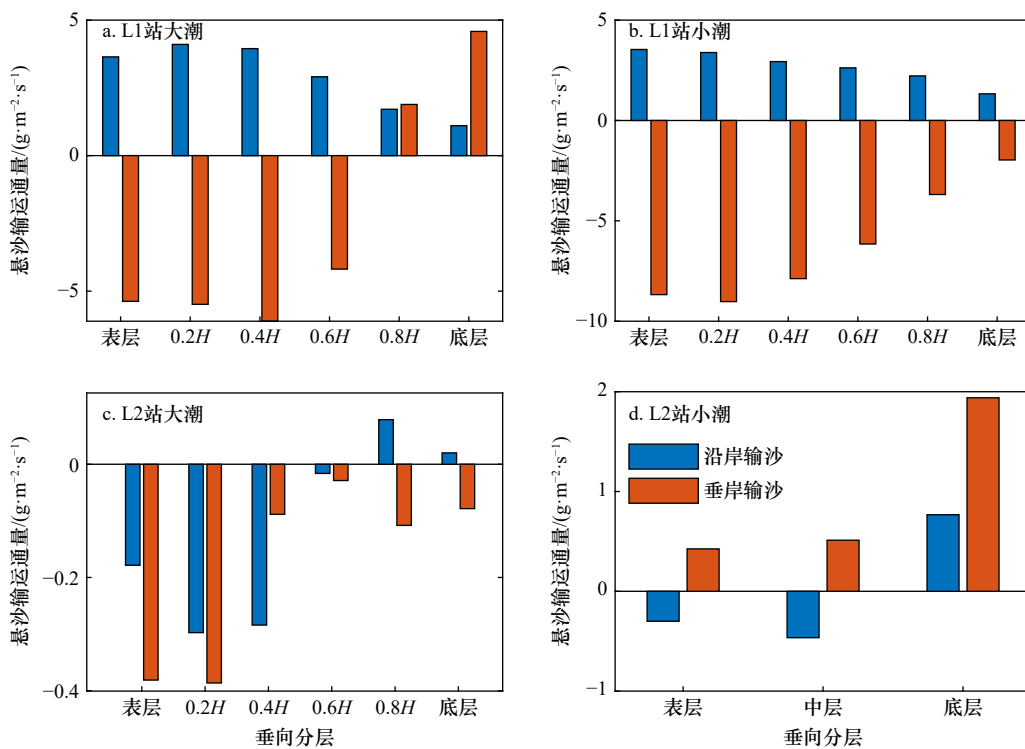 a. L1站大潮
5
0
−5
悬沙输运通量/(g·m⁻²·s⁻¹)
表层 0.2H 0.4H 0.6H 0.8H 底层
b. L1站小潮
5
0
−5
−10
悬沙输运通量/(g·m⁻²·s⁻¹)
表层 0.2H 0.4H 0.6H 0.8H 底层
c. L2站大潮
0
−0.2
−0.4
悬沙输运通量/(g·m⁻²·s⁻¹)
表层 0.2H 0.4H 0.6H 0.8H 底层
垂向分层
d. L2站小潮
沿岸输沙
垂岸输沙
2
1
0
−1
悬沙输运通量/(g·m⁻²·s⁻¹)
表层 中层 底层
垂向分层